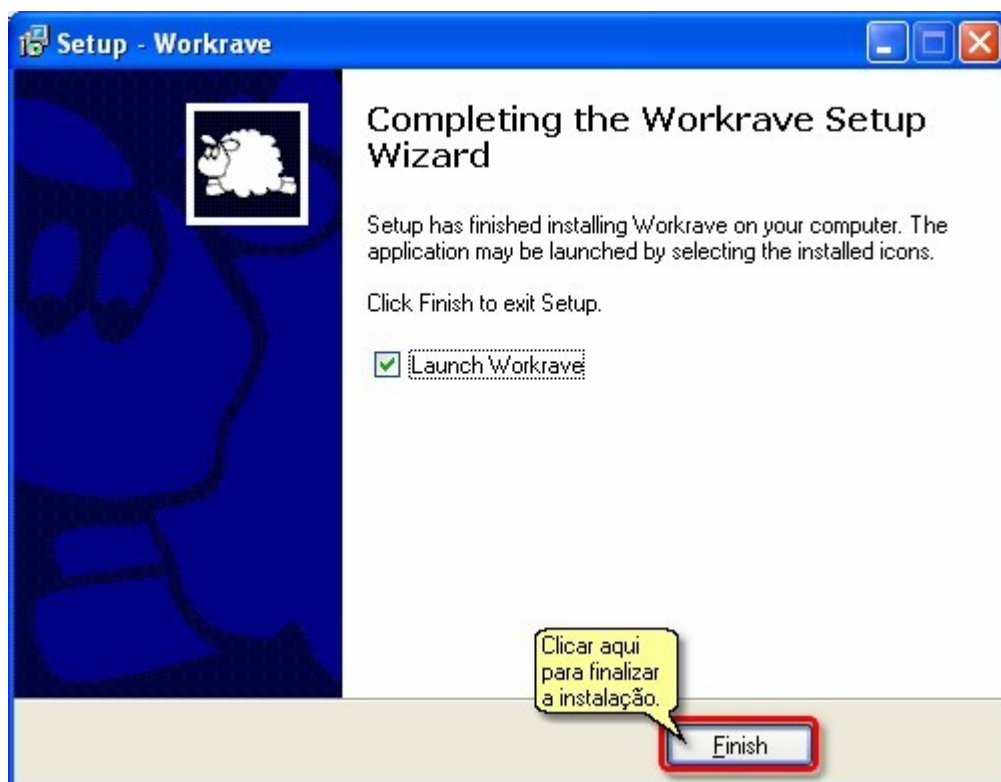 Setup - Workrave
Completing the Workrave Setup
Wizard
Setup has finished installing Workrave on your computer. The
application may be launched by selecting the installed icons.
Click Finish to exit Setup.
Launch Workrave
Clicar aqui
para finalizar
a instalação.
Finish